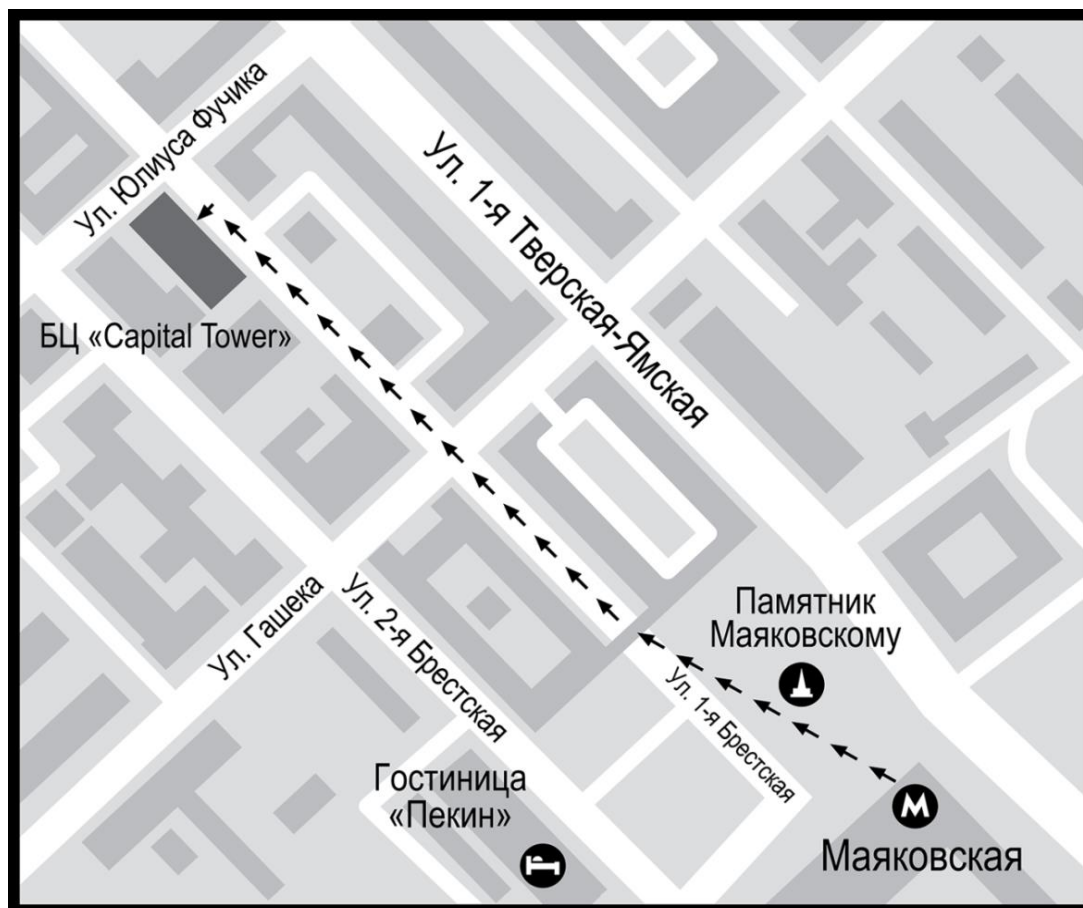 Ул. Юлиуса Фучика
Ул. 1-я Тверская-Ямская
БЦ «Capital Tower»
Ул. Гашека
Ул. 2-я Брестская
Памятник
Маяковскому
Ул. 1-я Брестская
Гостиница
«Пекин»
М
Маяковская